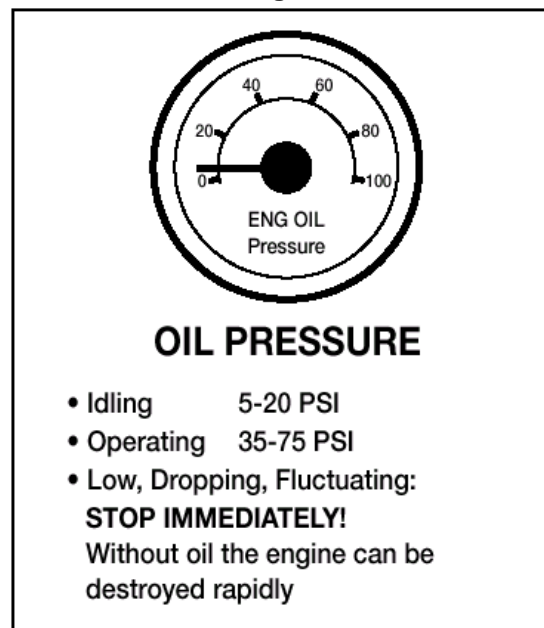 40 60
20 80
0 100
ENG OIL
Pressure
OIL PRESSURE
• Idling 5-20 PSI
• Operating 35-75 PSI
• Low, Dropping, Fluctuating:
STOP IMMEDIATELY!
Without oil the engine can be
destroyed rapidly